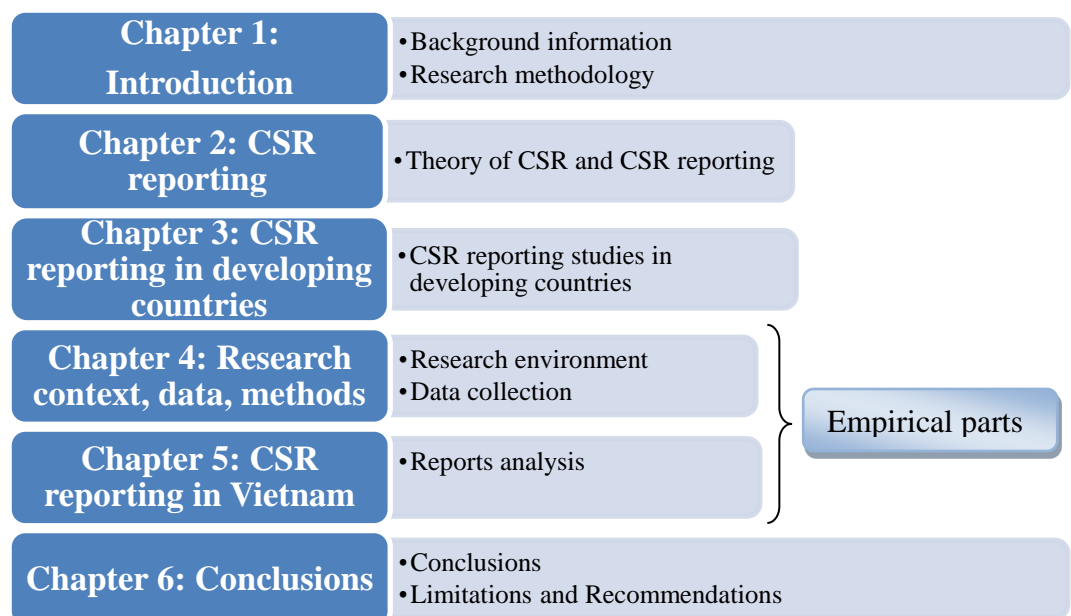 Chapter 1:
Introduction
•Background information
•Research methodology
Chapter 2: CSR
reporting
•Theory of CSR and CSR reporting
Chapter 3: CSR
reporting in developing
countries
•CSR reporting studies in
developing countries
Chapter 4: Research
context, data, methods
•Research environment
•Data collection
Chapter 5: CSR
reporting in Vietnam
•Reports analysis
Empirical parts
Chapter 6: Conclusions
•Conclusions
•Limitations and Recommendations